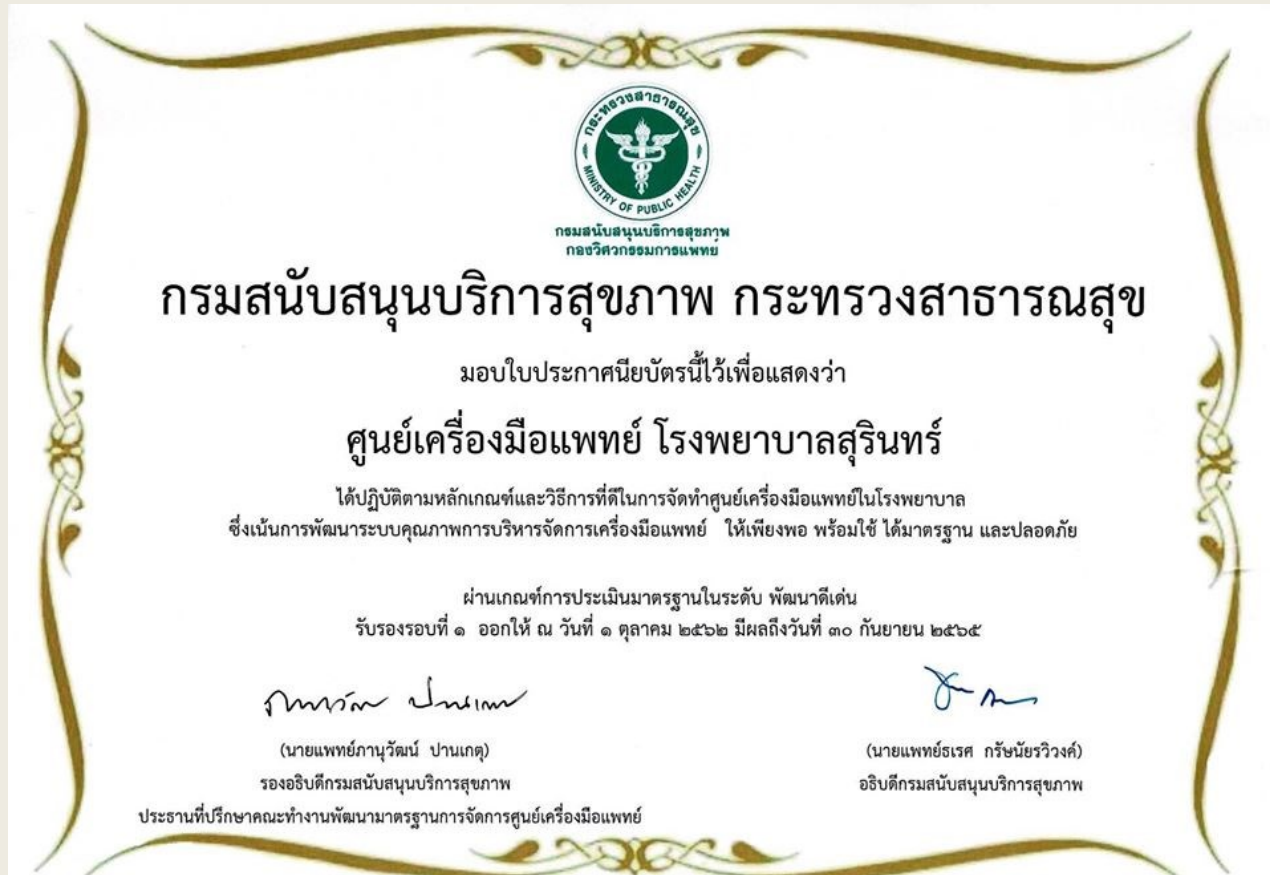 กระทรวงสาธารณสุข
MINISTRY OF PUBLIC HEALTH
กรมสนับสนุนบริการสุขภาพ
กองวิศวกรรมการแพทย์
กรมสนับสนุนบริการสุขภาพ กระทรวงสาธารณสุข
มอบใบประกาศนียบัตรนี้ไว้เพื่อแสดงว่า
ศูนย์เครื่องมือแพทย์ โรงพยาบาลสุรินทร์
ได้ปฏิบัติตามหลักเกณฑ์และวิธีการที่ดีในการจัดทำศูนย์เครื่องมือแพทย์ในโรงพยาบาล
ซึ่งเน้นการพัฒนาระบบคุณภาพการบริหารจัดการเครื่องมือแพทย์ ให้เพียงพอ พร้อมใช้ ได้มาตรฐาน และปลอดภัย
ผ่านเกณฑ์การประเมินมาตรฐานในระดับ พัฒนาดีเด่น
รับรองรอบที่ ๑ ออกให้ ณ วันที่ ๑ ตุลาคม ๒๕๖๒ มีผลถึงวันที่ ๓๐ กันยายน ๒๕๖๕
(นายแพทย์ภานุวัฒน์ ปานเกตุ)
รองอธิบดีกรมสนับสนุนบริการสุขภาพ
ประธานที่ปรึกษาคณะทำงานพัฒนามาตรฐานการจัดการศูนย์เครื่องมือแพทย์
(นายแพทย์ธเรศ กรัษนัยรวิวงค์)
อธิบดีกรมสนับสนุนบริการสุขภาพ